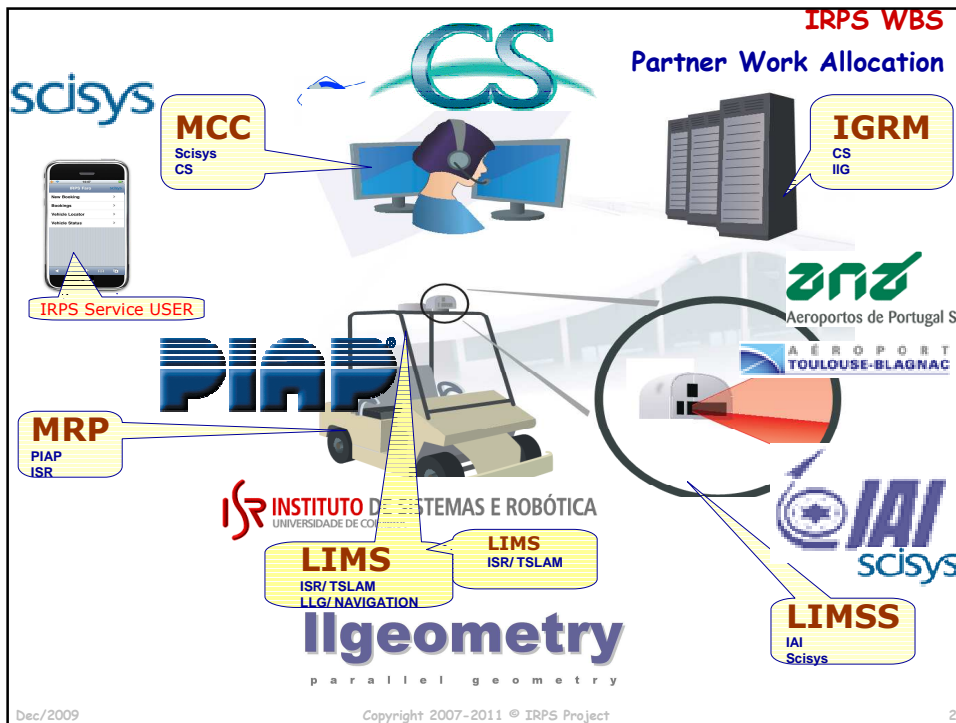 IRPS WBS
Partner Work Allocation
scisys
CS
MCC
Scisys
CS
IGRM
CS
IIG
New Booking
Bookings
Vehicle Locator
Vehicle Status
IRPS Service USER
ana
Aeroportos de Portugal S
AÉROPORT
TOULOUSE-BLAGNAC
PIAP®
MRP
PIAP
ISR
ISR INSTITUTO DE SISTEMAS E ROBÓTICA
UNIVERSIDADE DE CO
LIMS
ISR/ TSLAM
LLG/ NAVIGATION
LIMS
ISR/ TSLAM
IAI
scisys
LIMSS
IAI
Scisys
llgeometry
parallel geometry
Dec/2009
Copyright 2007-2011 © IRPS Project
2